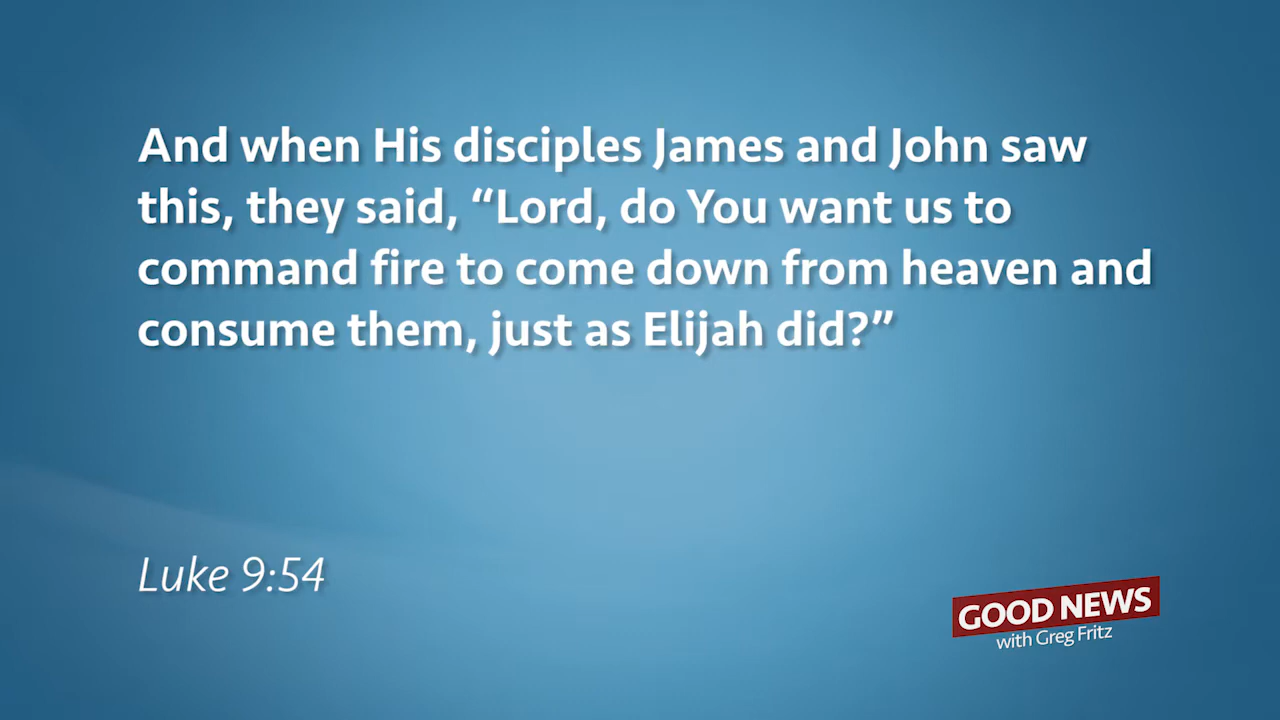 And when His disciples James and John saw
this, they said, “Lord, do You want us to
command fire to come down from heaven and
consume them, just as Elijah did?”
Luke 9:54
GOOD NEWS
with Greg Fritz